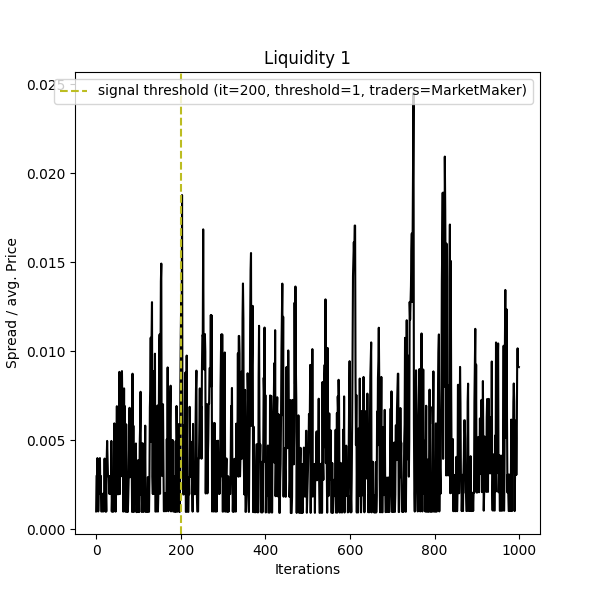 Liquidity 1
0.025
signal threshold (it=200, threshold=1, traders=MarketMaker)
0.020
0.015
0.010
0.005
0.000
Spread / avg. Price
0 200 400 600 800 1000
Iterations